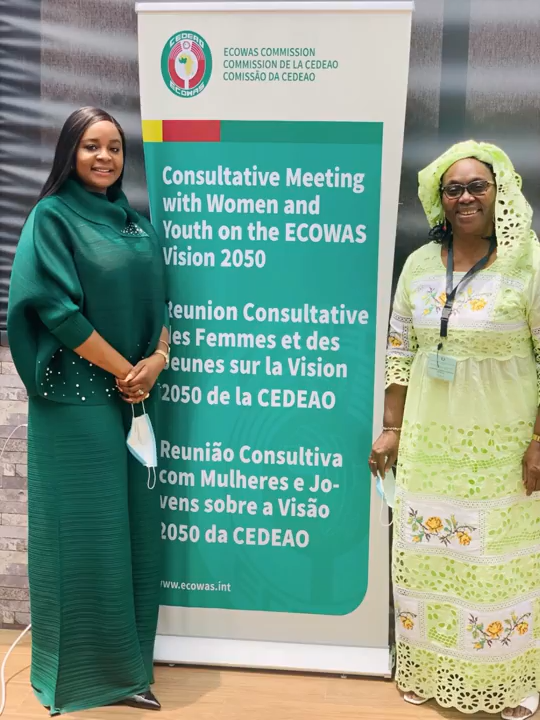 CEDEAO
ECOWAS
ECOWAS COMMISSION
COMMISSION DE LA CEDEAO
COMISSÃO DA CEDEAO
Consultative Meeting
with Women and
Youth on the ECOWAS
Vision 2050
Reunion Consultative
des Femmes et des
Jeunes sur la Vision
2050 de la CEDEAO
Reunião Consultiva
com Mulheres e Jo-
vens sobre a Visão
2050 da CEDEAO
www.ecowas.int